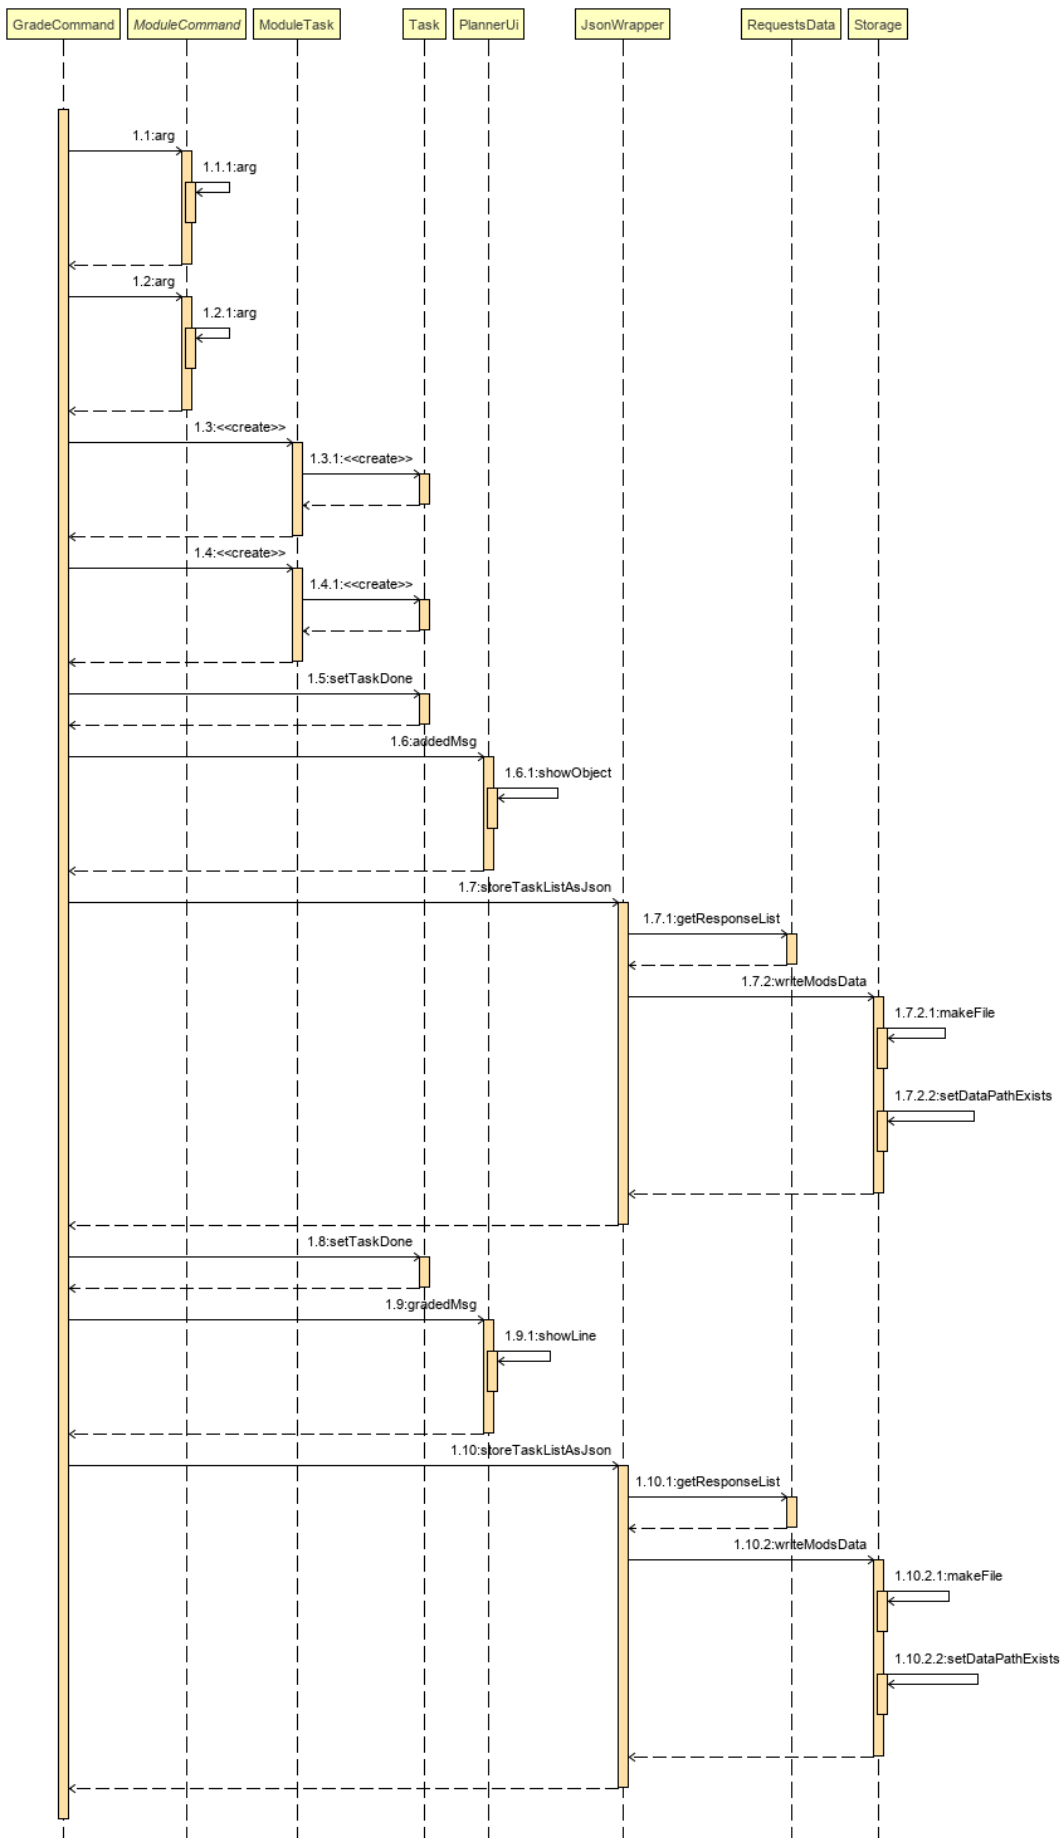 GradeCommand
ModuleCommand
ModuleTask
Task
PlannerUi
JsonWrapper
RequestsData
Storage
1.1:arg
1.1.1:arg
1.2:arg
1.2.1:arg
1.3:<<create>>
1.3.1:<<create>>
1.4:<<create>>
1.4.1:<<create>>
1.5:setTaskDone
1.6:addedMsg
1.6.1:showObject
1.7:storeTaskListAsJson
1.7.1:getResponseList
1.7.2:writeModsData
1.7.2.1:makeFile
1.7.2.2:setDataPathExists
1.8:setTaskDone
1.9:gradedMsg
1.9.1:showLine
1.10:storeTaskListAsJson
1.10.1:getResponseList
1.10.2:writeModsData
1.10.2.1:makeFile
1.10.2.2:setDataPathExists